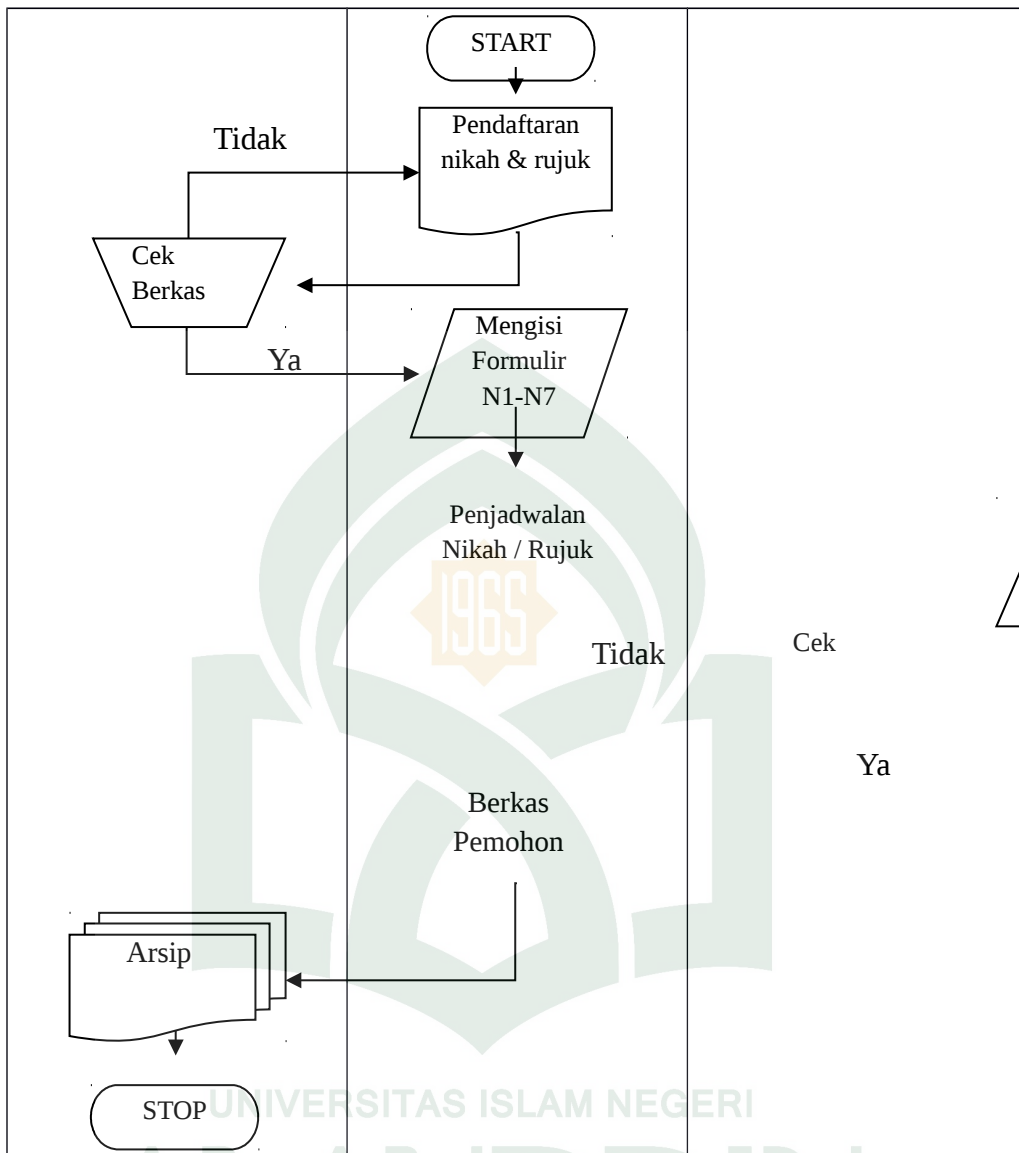 START
Pendaftaran
nikah & rujuk
Tidak
Cek
Berkas
Ya
Mengisi
Formulir
N1-N7
Penjadwalan
Nikah / Rujuk
1965
Tidak
Cek
Ya
Berkas
Pemohon
Arsip
STOP
UNIVERSITAS ISLAM NEGERI